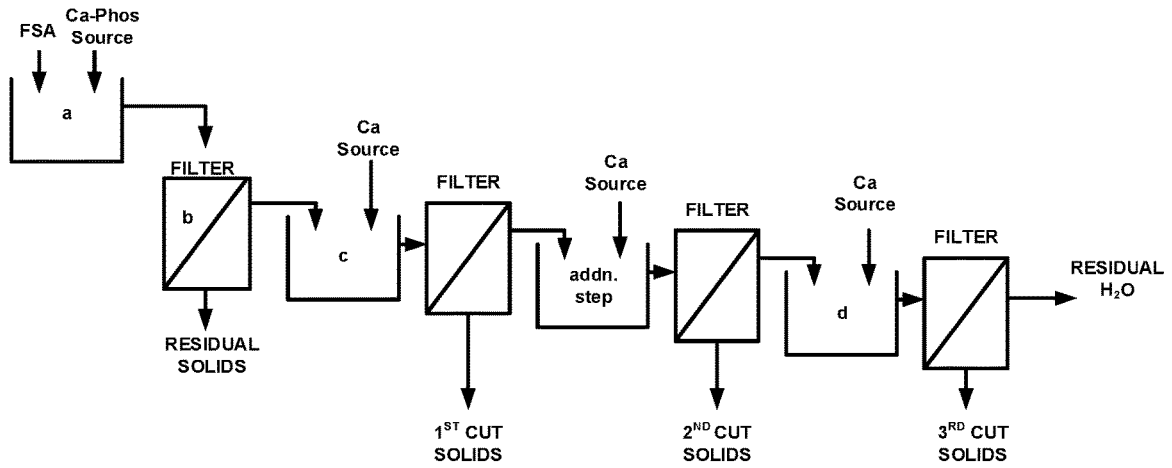 FSA
Ca-Phos
Source
a
FILTER
b
RESIDUAL
SOLIDS
Ca
Source
c
FILTER
1ST CUT
SOLIDS
Ca
Source
addn.
step
FILTER
2ND CUT
SOLIDS
Ca
Source
d
FILTER
3RD CUT
SOLIDS
RESIDUAL
H₂O